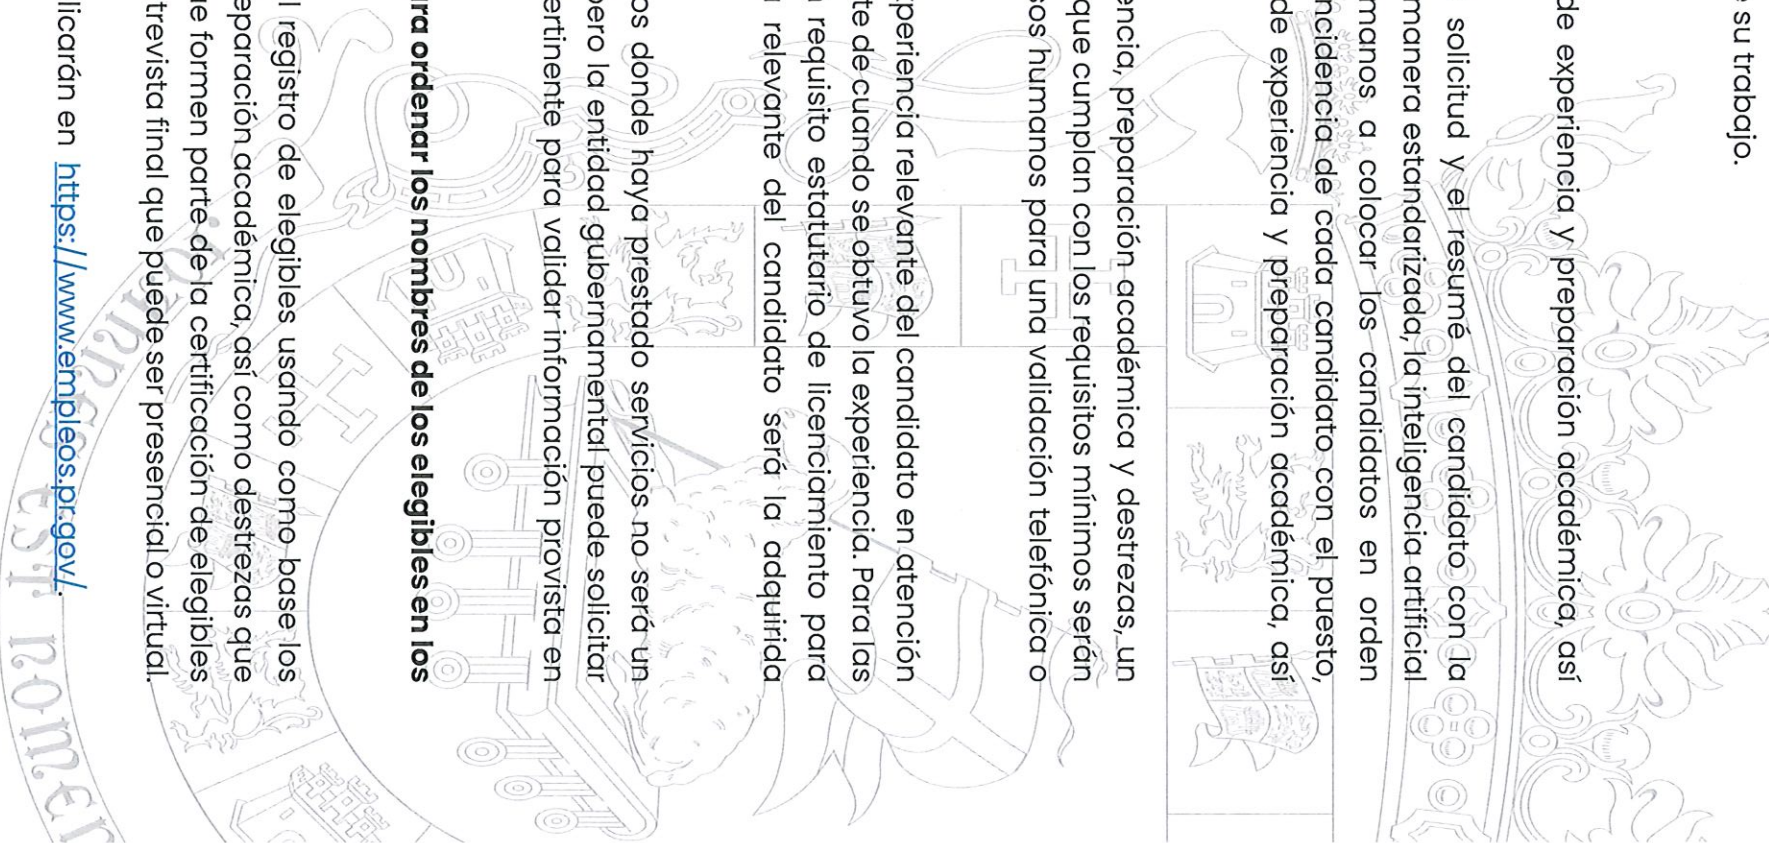 su trabajo.
de experiencia y preparación académica, así
solicitud y el resumé del candidato con la
manera estandarizada, la inteligencia artificial
manos a colocar los candidatos en orden
ncidencia de cada candidato con el puesto,
de experiencia y preparación académica, así
encia, preparación académica y destrezas, un
que cumplan con los requisitos mínimos serán
sos humanos para una validación telefónica o
periencia relevante del candidato en atención
te de cuando se obtuvo la experiencia. Para las
requisito estatutario de licenciamiento para
relevante del candidato será la adquirida
os donde haya prestado servicios no será un
pero la entidad gubernamental puede solicitar
ertinente para validar información provista en
ra ordenar los nombres de los elegibles en los
l registro de elegibles usando como base los
eparación académica, así como destrezas que
ue formen parte de la certificación de elegibles
trevista final que puede ser presencial o virtual.
licarán en https://www.empleos.pr.gov/.
EST NOMEN